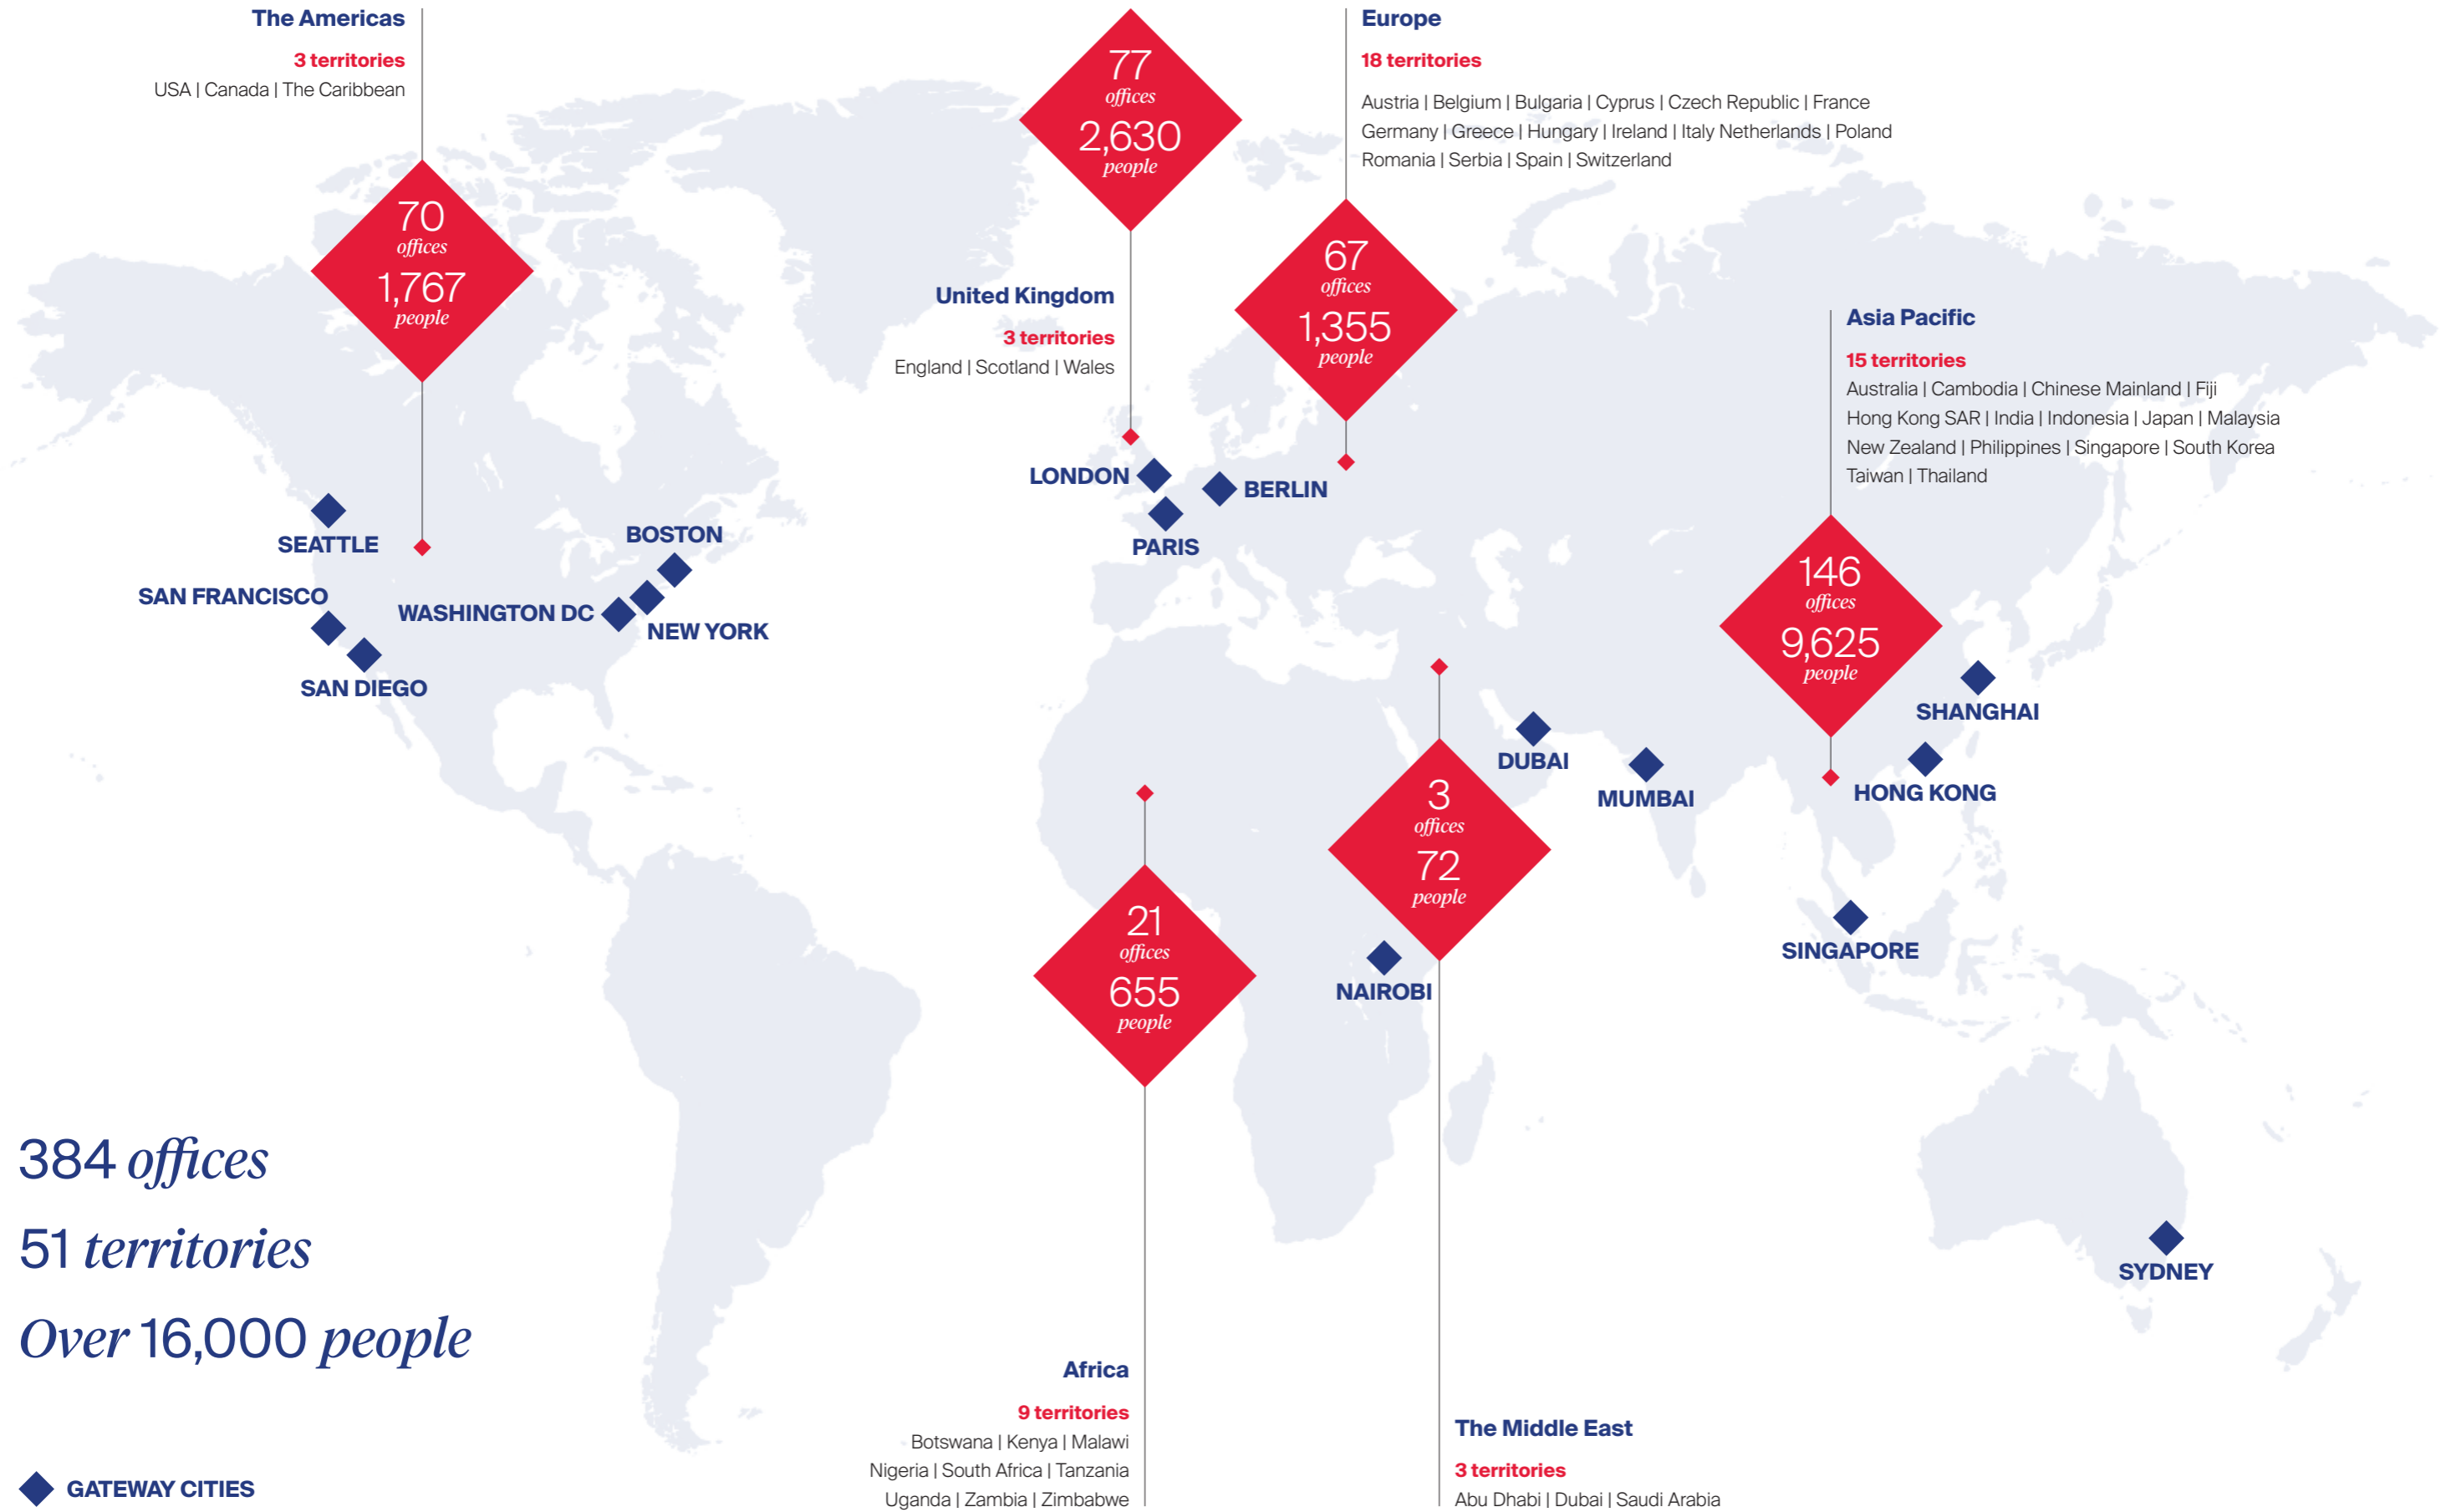 The Americas
3 territories
USA | Canada | The Caribbean
70
offices
1,767
people
77
offices
2,630
people
United Kingdom
3 territories
England | Scotland | Wales
Europe
18 territories
Austria | Belgium | Bulgaria | Cyprus | Czech Republic | France
Germany | Greece | Hungary | Ireland | Italy Netherlands | Poland
Romania | Serbia | Spain | Switzerland
67
offices
1,355
people
Asia Pacific
15 territories
Australia | Cambodia | Chinese Mainland | Fiji
Hong Kong SAR | India | Indonesia | Japan | Malaysia
New Zealand | Philippines | Singapore | South Korea
Taiwan | Thailand
146
offices
9,625
people
SEATTLE
SAN FRANCISCO
SAN DIEGO
BOSTON
WASHINGTON DC
NEW YORK
LONDON
BERLIN
PARIS
DUBAI
MUMBAI
SHANGHAI
HONG KONG
SINGAPORE
NAIROBI
SYDNEY
3
offices
72
people
21
offices
655
people
384 offices
51 territories
Over 16,000 people
GATEWAY CITIES
Africa
9 territories
Botswana | Kenya | Malawi
Nigeria | South Africa | Tanzania
Uganda | Zambia | Zimbabwe
The Middle East
3 territories
Abu Dhabi | Dubai | Saudi Arabia